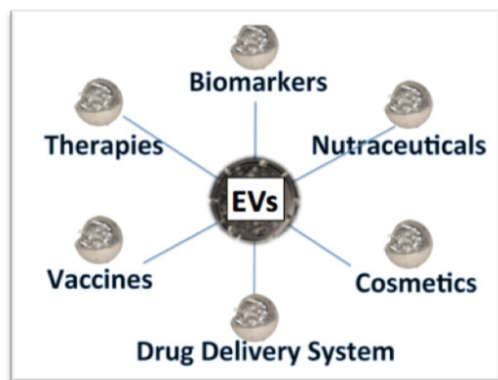 Biomarkers
Therapies
Nutraceuticals
EVs
Vaccines
Cosmetics
Drug Delivery System